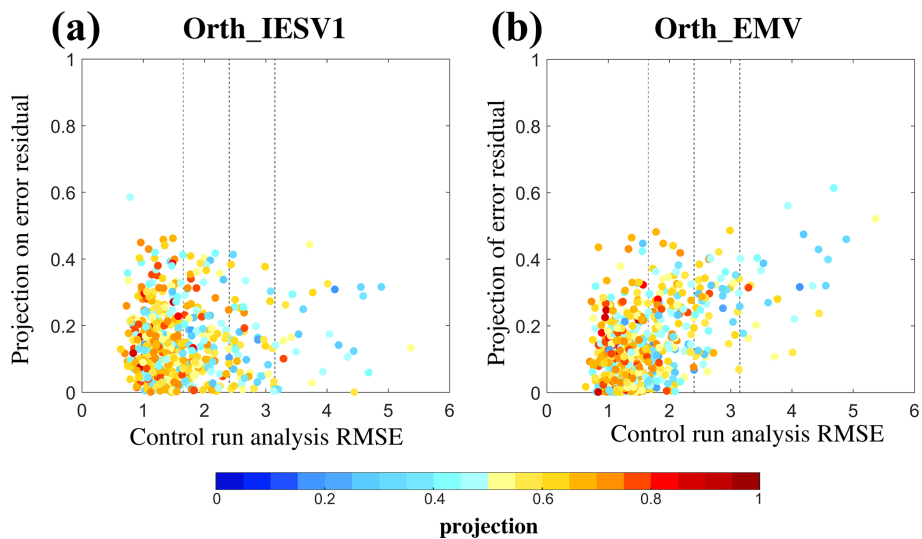 (a) Orth_IESV1
Projection on error residual
1
0.8
0.6
0.4
0.2
0
0 1 2 3 4 5 6
Control run analysis RMSE
(b) Orth_EMV
Projection of error residual
1
0.8
0.6
0.4
0.2
0
0 1 2 3 4 5 6
Control run analysis RMSE
0 0.2 0.4 0.6 0.8 1
projection